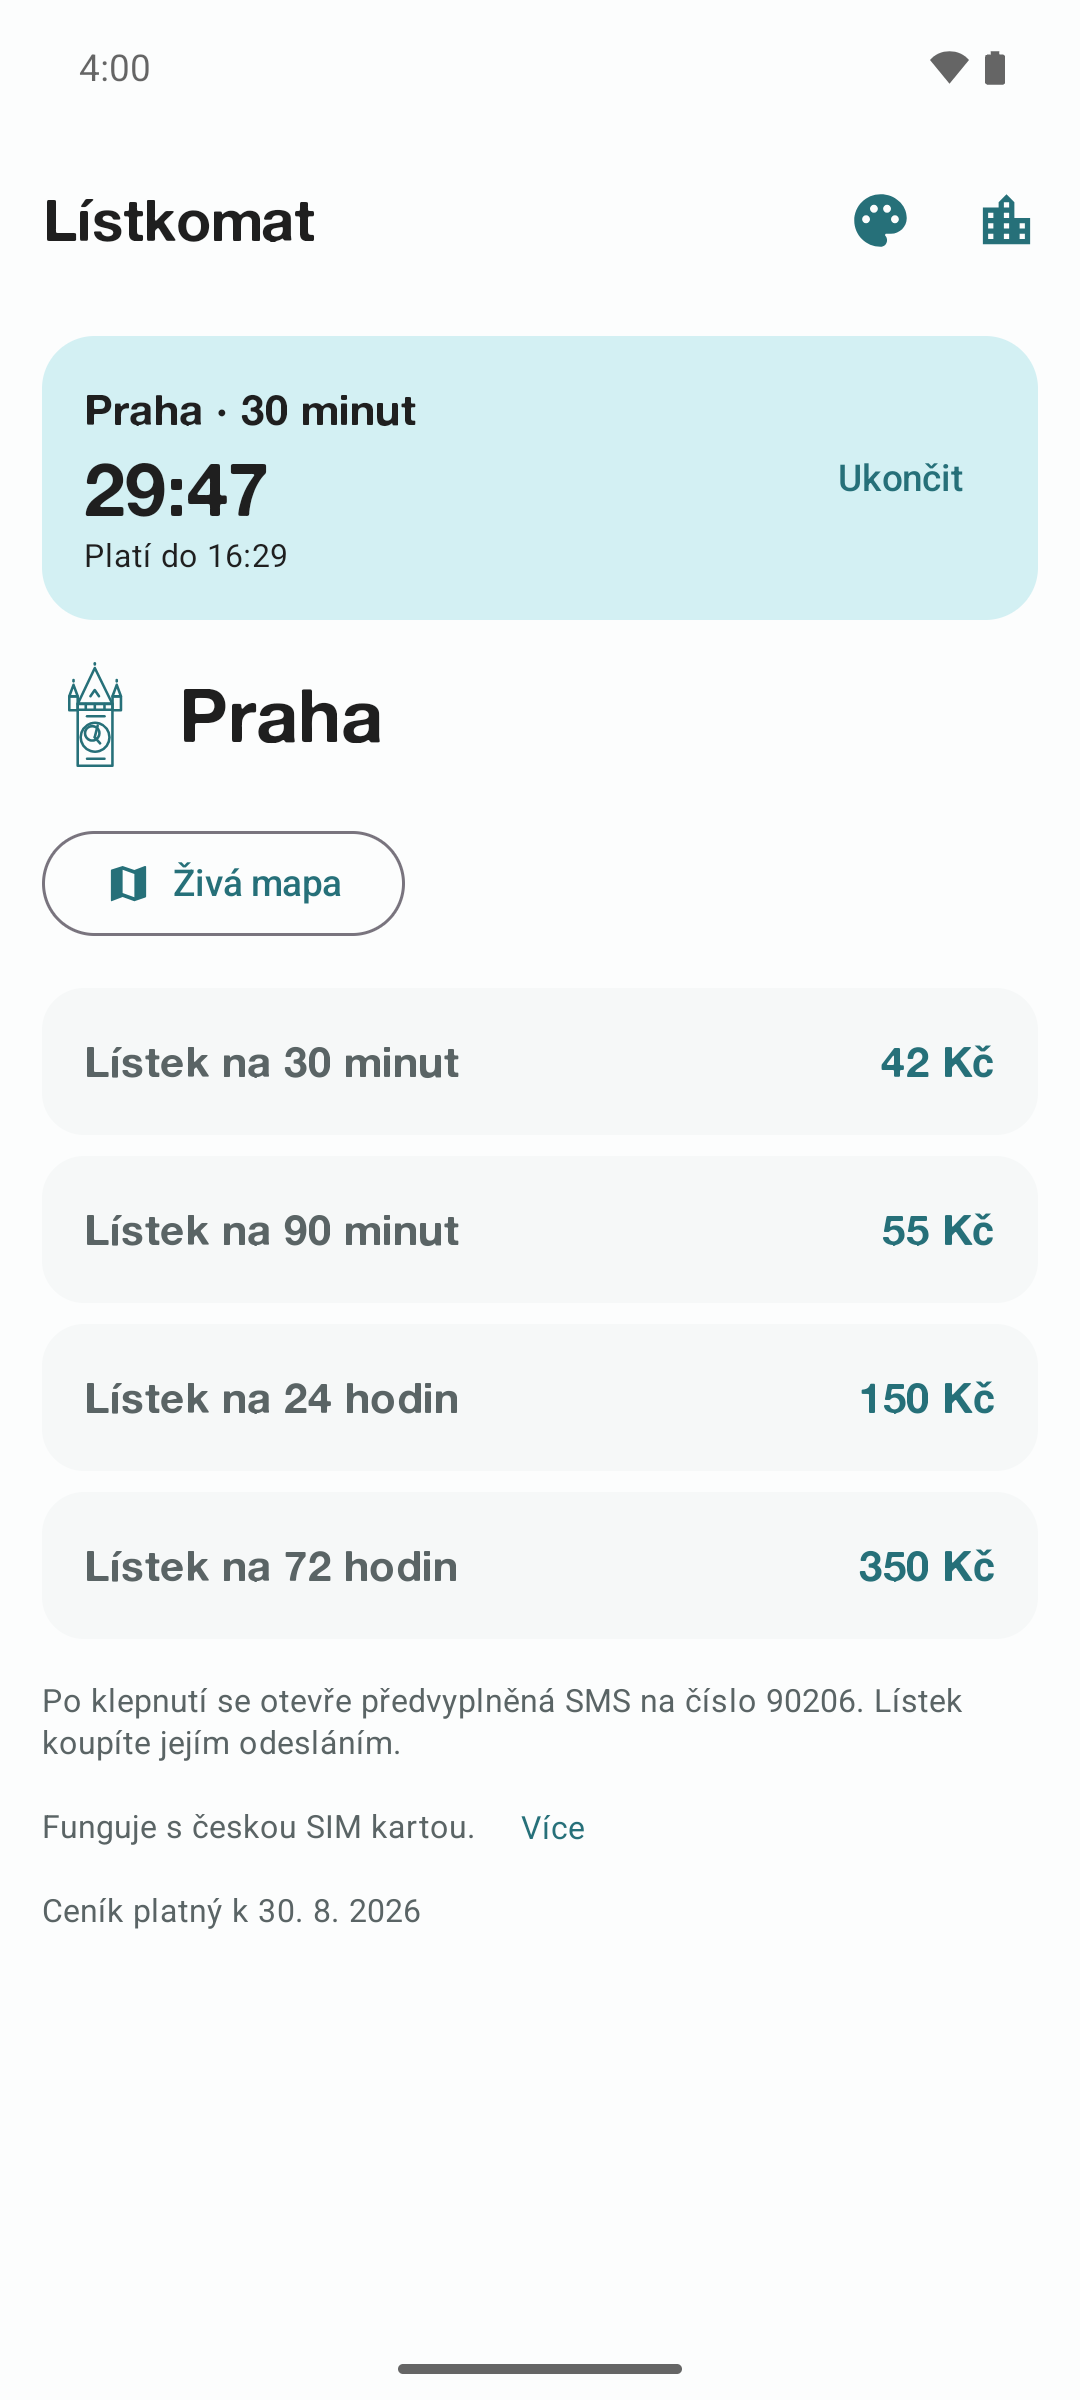 4:00
Lístkomat
Praha · 30 minut
29:47
Platí do 16:29
Ukončit
Praha
Živá mapa
Lístek na 30 minut 42 Kč
Lístek na 90 minut 55 Kč
Lístek na 24 hodin 150 Kč
Lístek na 72 hodin 350 Kč
Po klepnutí se otevře předvyplněná SMS na číslo 90206. Lístek
koupíte jejím odesláním.
Funguje s českou SIM kartou. Více
Ceník platný k 30. 8. 2026